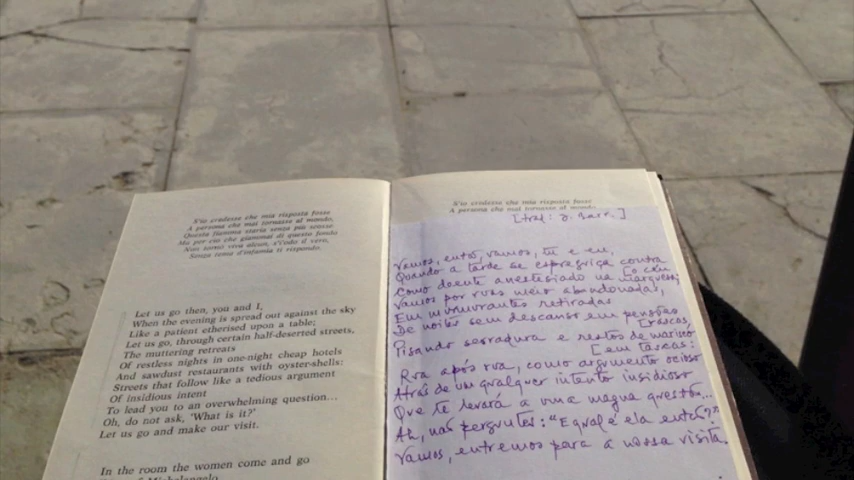 S'io credesse che mia risposta fosse
A persona che mai tornasse al mondo,
Questa fiamma staria senza più scosse.
Ma per ciò che giammai di questo fondo
Non tornò vivo alcun, s'i'odo il vero,
Senza tema d'infamia ti rispondo.
Let us go then, you and I,
When the evening is spread out against the sky
Like a patient etherised upon a table;
Let us go, through certain half-deserted streets,
The muttering retreats
Of restless nights in one-night cheap hotels
And sawdust restaurants with oyster-shells:
Streets that follow like a tedious argument
Of insidious intent
To lead you to an overwhelming question...
Oh, do not ask, 'What is it?'
Let us go and make our visit.
In the room the women come and go
Michelangelo
S'io credesse che mia risposta fosse
A persona che mai tornasse al mondo
[trad:
Vamos, então, vamos, tu e eu,
Quando a tarde se espreguiça contra
[o céu
Como doente anestesiado na marquesa;
Vamos por ruas meio abandonadas,
Em murmurantes retiradas
De noites sem descanso em pensões
[rascas,
Pisando serradura e restos de marisco
[em tascas:
Rua após rua, como argumento ocioso
Atrás de um qualquer intento insidioso
Que te levará a uma magna questão...
Ah, não perguntes: "E qual é ela então?"
Vamos, entremos para a nossa visita.